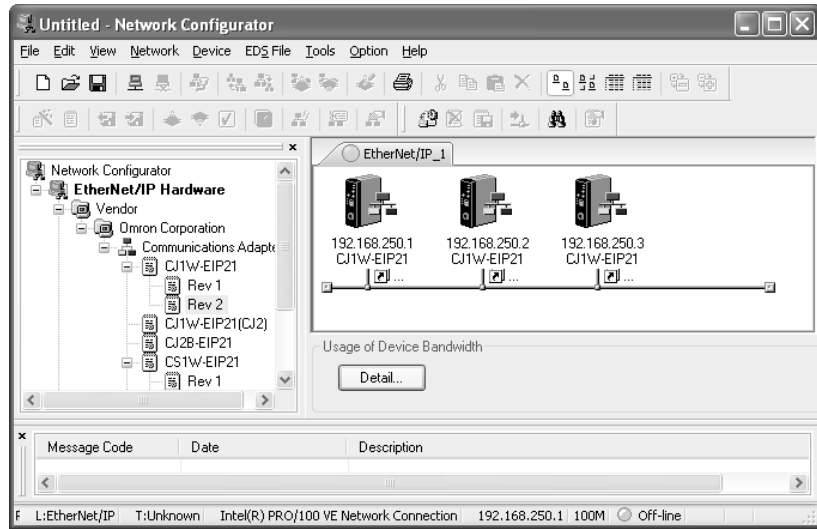 Untitled - Network Configurator
File Edit View Network Device EDS File Tools Option Help
EtherNet/IP_1
Network Configurator
EtherNet/IP Hardware
Vendor
Omron Corporation
Communications Adapte
CJ1W-EIP21
Rev 1
Rev 2
CJ1W-EIP21(CJ2)
CJ2B-EIP21
CS1W-EIP21
Rev 1
192.168.250.1 192.168.250.2 192.168.250.3
CJ1W-EIP21 CJ1W-EIP21 CJ1W-EIP21
... ... ...
Usage of Device Bandwidth
Detail...
Message Code Date Description
L:EtherNet/IP T:Unknown Intel(R) PRO/100 VE Network Connection 192.168.250.1 100M Off-line